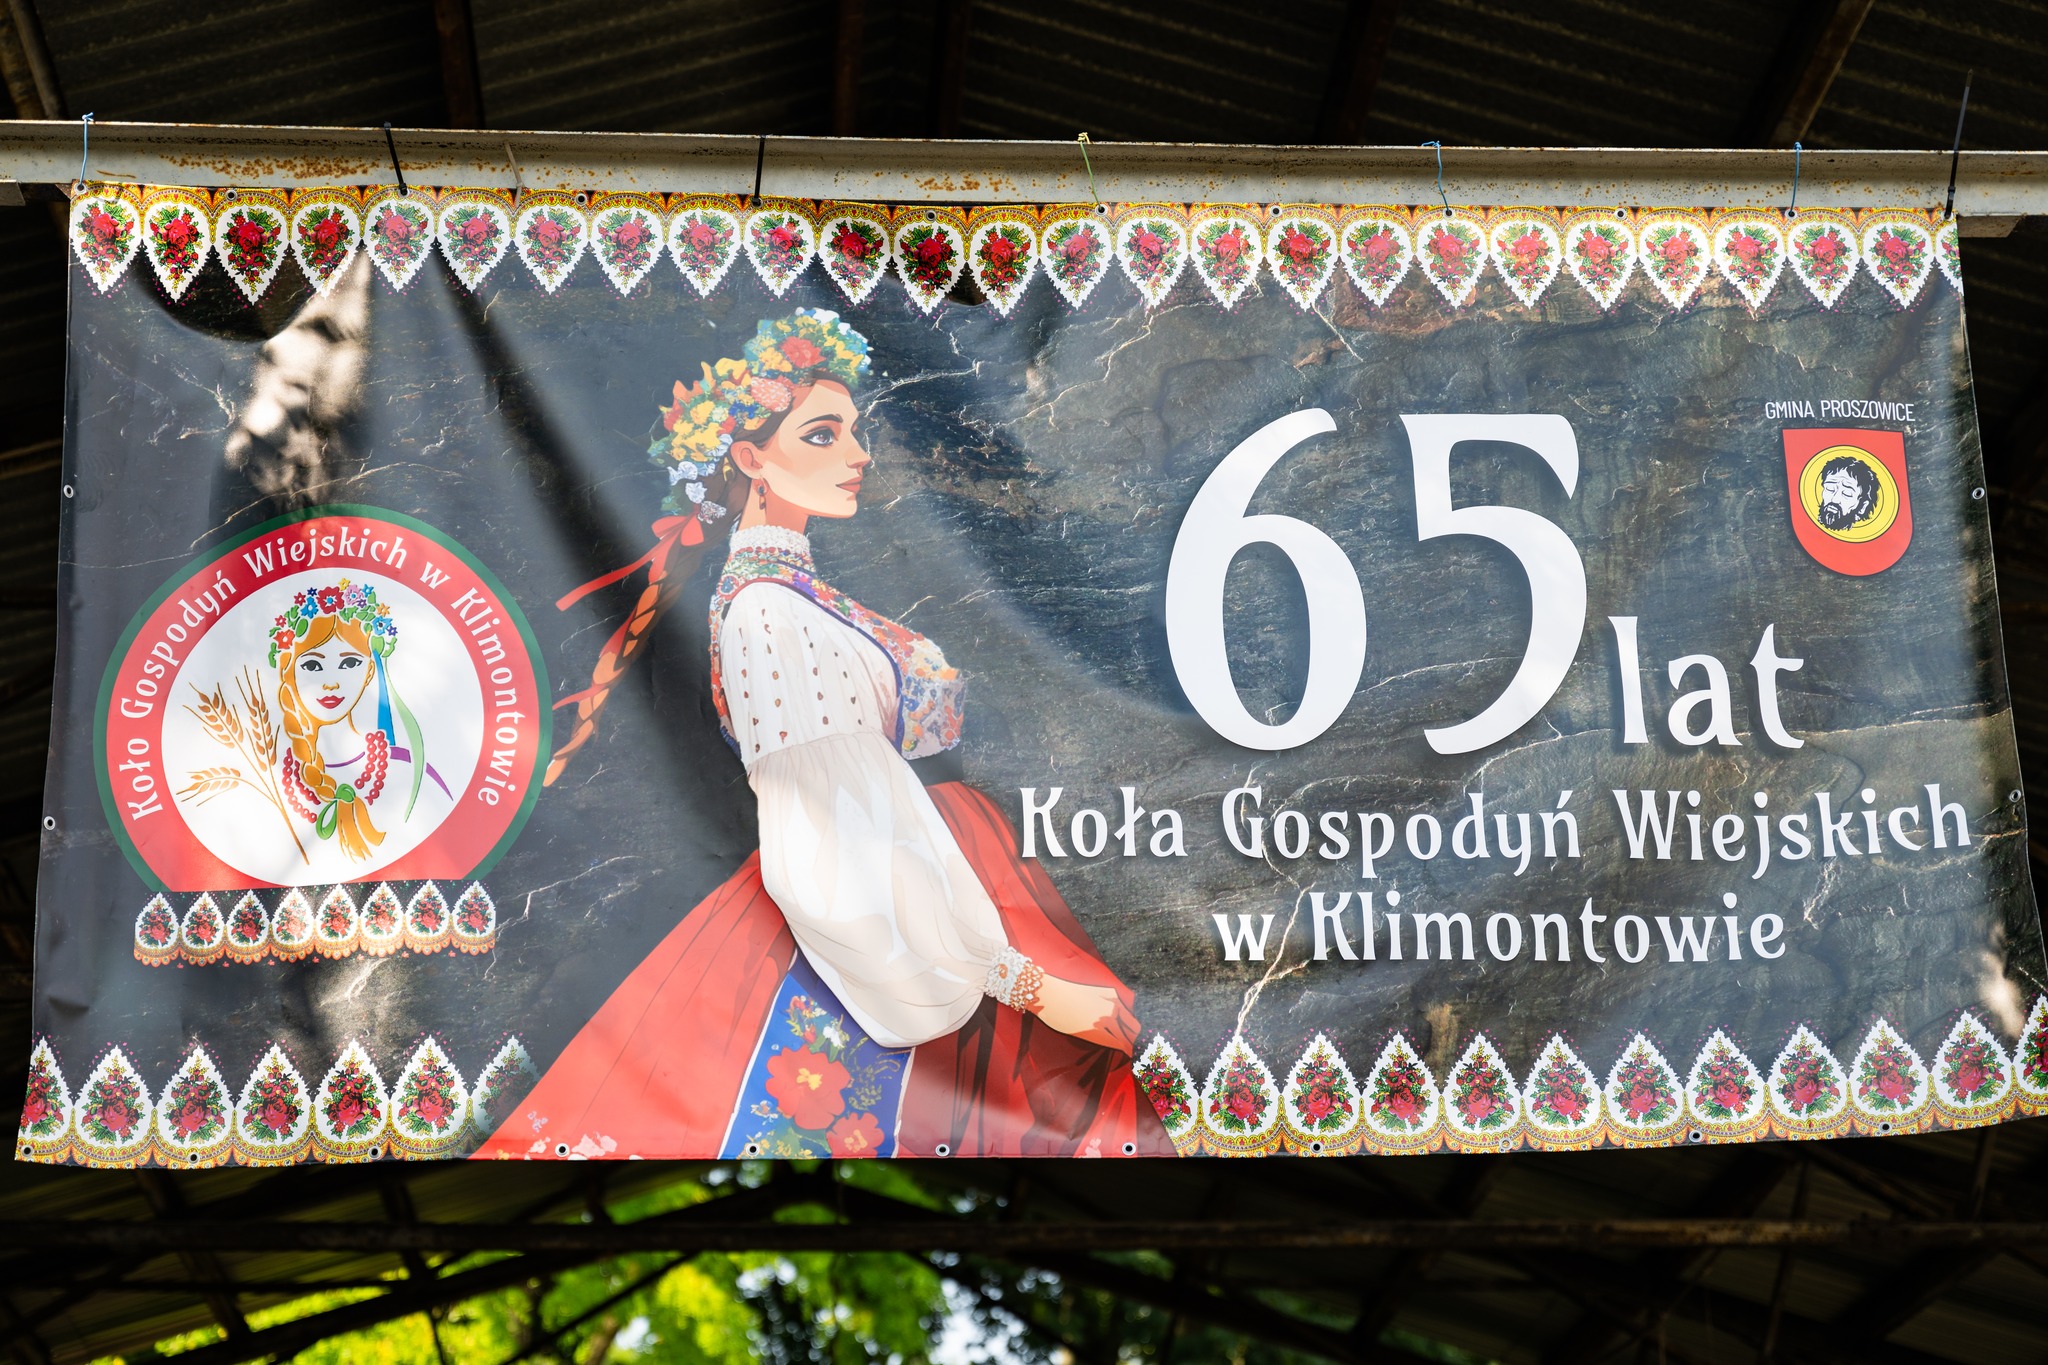 Koło Gospodyń Wiejskich w Klimontowie
GMINA PROSZOWICE
65 lat
Koła Gospodyń Wiejskich
w Klimontowie